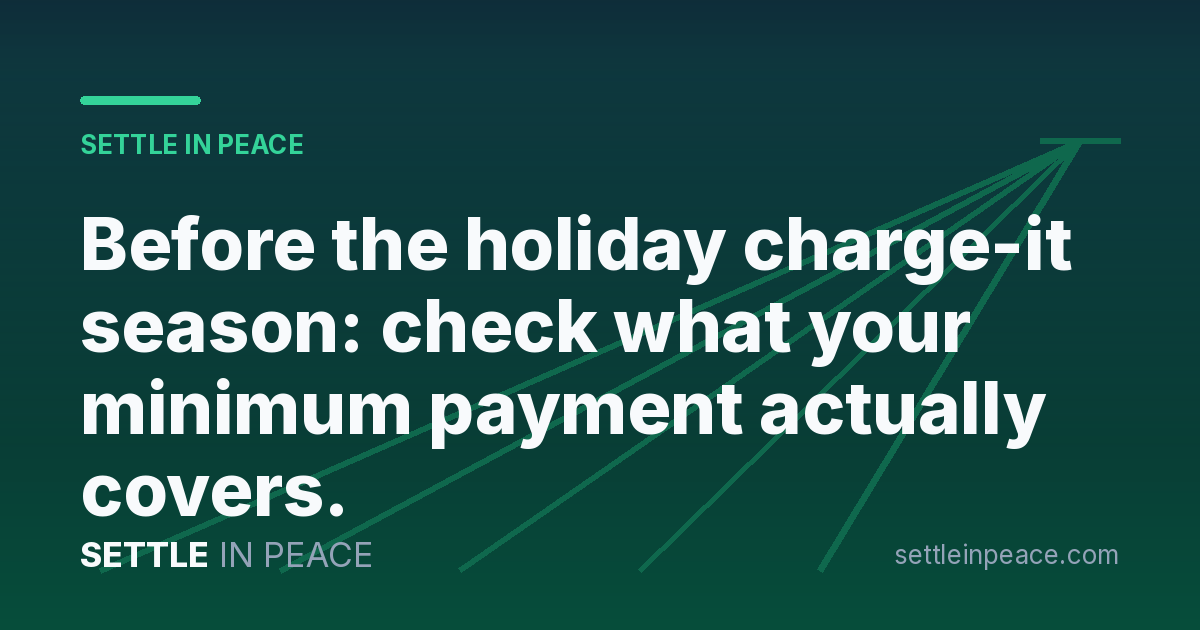 SETTLE IN PEACE
Before the holiday charge-it
season: check what your
minimum payment actually
covers.
SETTLE IN PEACE
settleinpeace.com